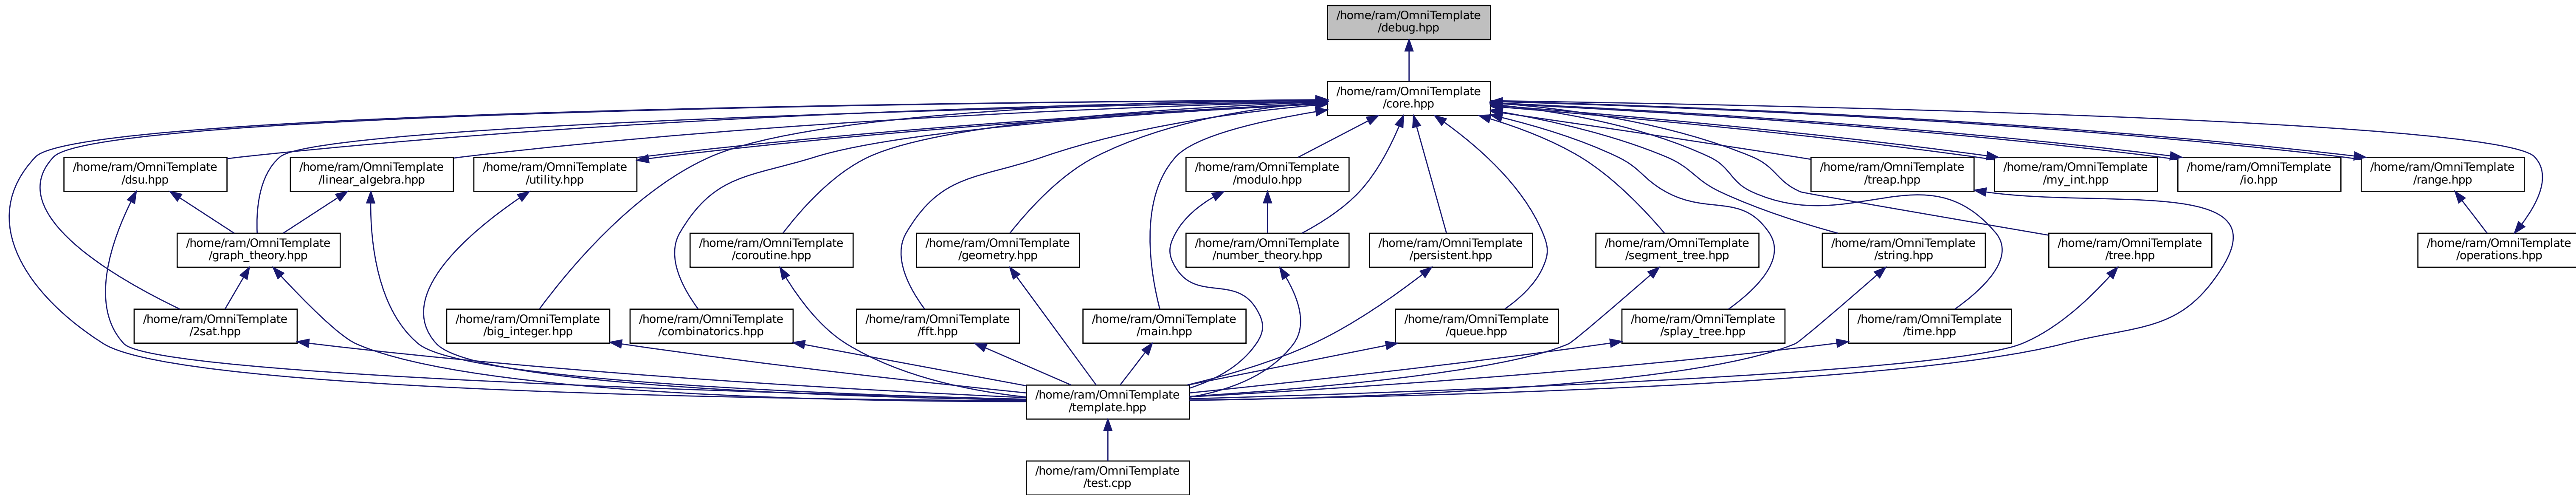 /home/ram/OmniTemplate
/debug.hpp
/home/ram/OmniTemplate
/core.hpp
/home/ram/OmniTemplate
/dsu.hpp
/home/ram/OmniTemplate
/linear_algebra.hpp
/home/ram/OmniTemplate
/utility.hpp
/home/ram/OmniTemplate
/modulo.hpp
/home/ram/OmniTemplate
/treap.hpp
/home/ram/OmniTemplate
/my_int.hpp
/home/ram/OmniTemplate
/io.hpp
/home/ram/OmniTemplate
/range.hpp
/home/ram/OmniTemplate
/graph_theory.hpp
/home/ram/OmniTemplate
/coroutine.hpp
/home/ram/OmniTemplate
/geometry.hpp
/home/ram/OmniTemplate
/number_theory.hpp
/home/ram/OmniTemplate
/persistent.hpp
/home/ram/OmniTemplate
/segment_tree.hpp
/home/ram/OmniTemplate
/string.hpp
/home/ram/OmniTemplate
/tree.hpp
/home/ram/OmniTemplate
/operations.hpp
/home/ram/OmniTemplate
/2sat.hpp
/home/ram/OmniTemplate
/big_integer.hpp
/home/ram/OmniTemplate
/combinatorics.hpp
/home/ram/OmniTemplate
/fft.hpp
/home/ram/OmniTemplate
/main.hpp
/home/ram/OmniTemplate
/queue.hpp
/home/ram/OmniTemplate
/splay_tree.hpp
/home/ram/OmniTemplate
/time.hpp
/home/ram/OmniTemplate
/template.hpp
/home/ram/OmniTemplate
/test.cpp